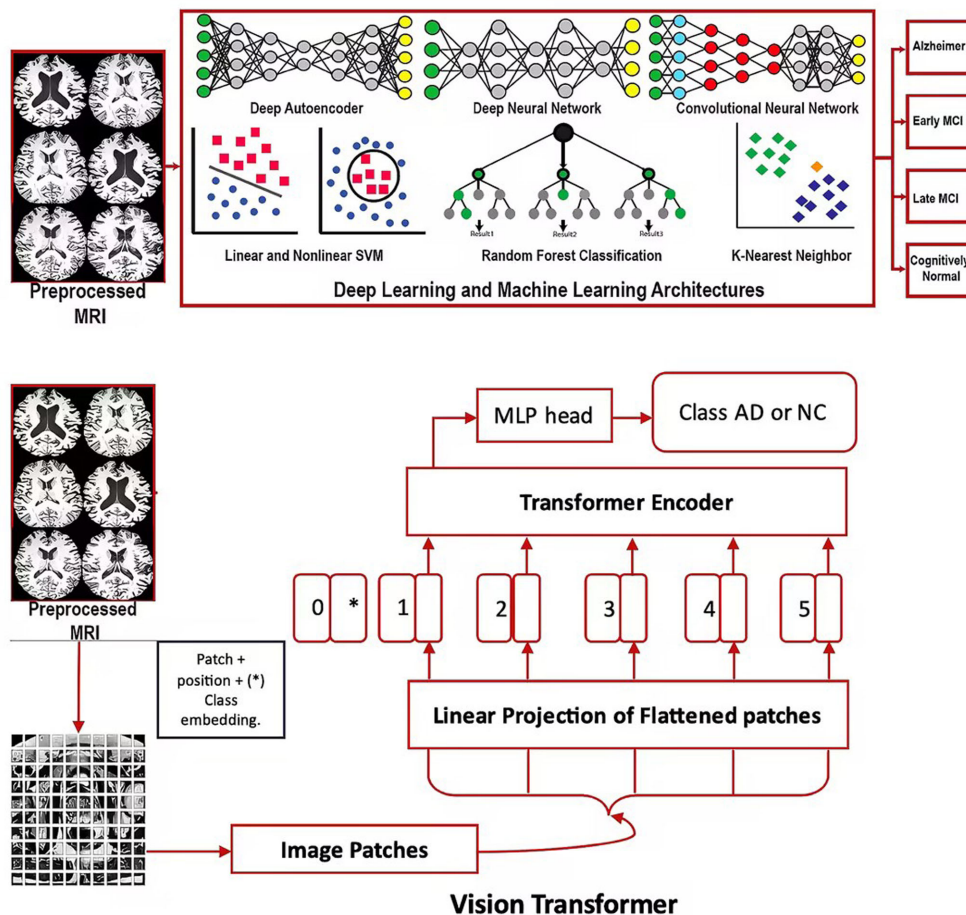 Deep Autoencoder
Deep Neural Network
Convolutional Neural Network
Linear and Nonlinear SVM
Result1
Result2
Result3
Random Forest Classification
K-Nearest Neighbor
Deep Learning and Machine Learning Architectures
Preprocessed
MRI
Alzheimer
Early MCI
Late MCI
Cognitively
Normal
Preprocessed
MRI
MLP head
Class AD or NC
Transformer Encoder
0 * 1 2 3 4 5
Patch +
position + (*)
Class
embedding.
Linear Projection of Flattened patches
Image Patches
Vision Transformer